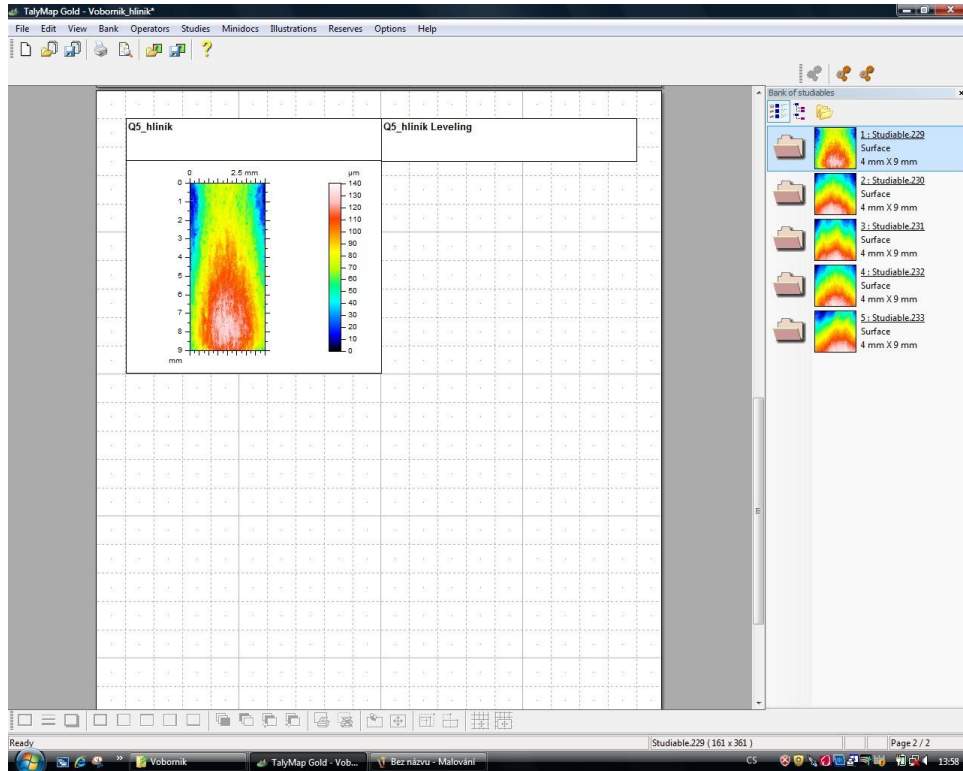 TalyMap Gold - Vobornik_hlinik*
File Edit View Bank Operators Studies Minidocs Illustrations Reserves Options Help
Bank of studiables
1 : Studiable.229
Surface
4 mm X 9 mm
2 : Studiable.230
Surface
4 mm X 9 mm
3 : Studiable.231
Surface
4 mm X 9 mm
4 : Studiable.232
Surface
4 mm X 9 mm
5 : Studiable.233
Surface
4 mm X 9 mm
Q5_hliník
Q5_hliník Leveling
0 2.5 mm
0
1
2
3
4
5
6
7
8
9
mm
µm
140
130
120
110
100
90
80
70
60
50
40
30
20
10
0
Ready
Studiable.229 ( 161 x 361 )
Page 2 / 2
Vobornik
TalyMap Gold - Vob...
Bez názvu - Malování
CS
13:58